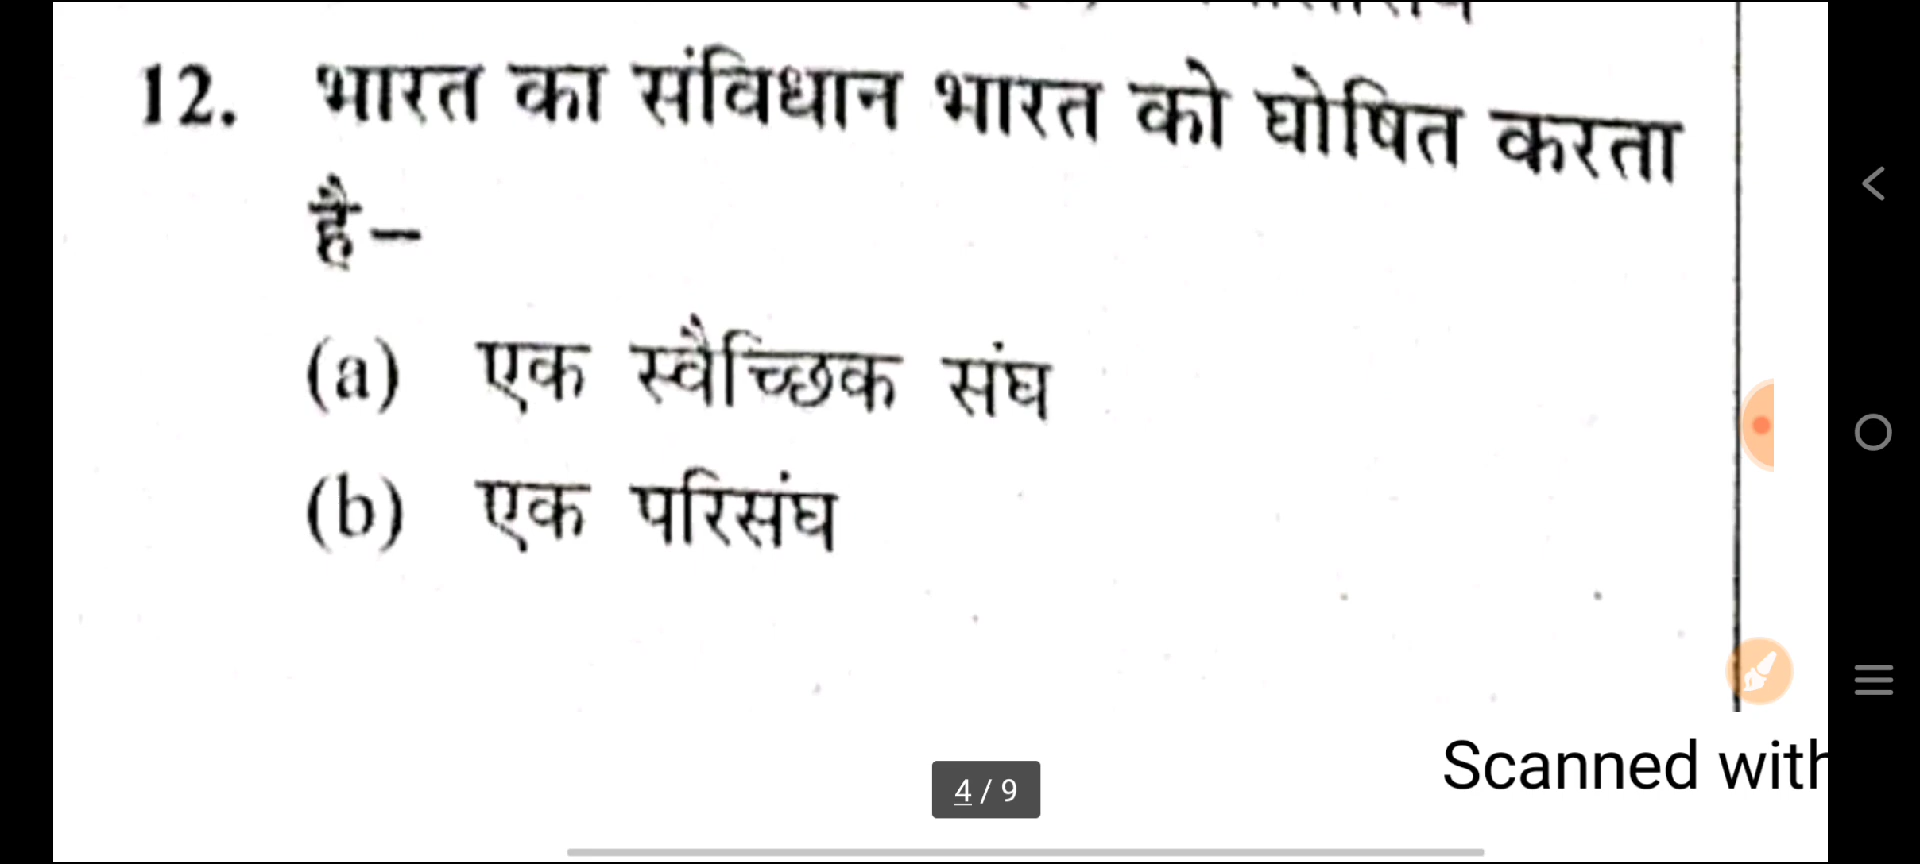 12. भारत का संविधान भारत को घोषित करता
है–
(a) एक स्वैच्छिक संघ
(b) एक परिसंघ
Scanned with
4 / 9